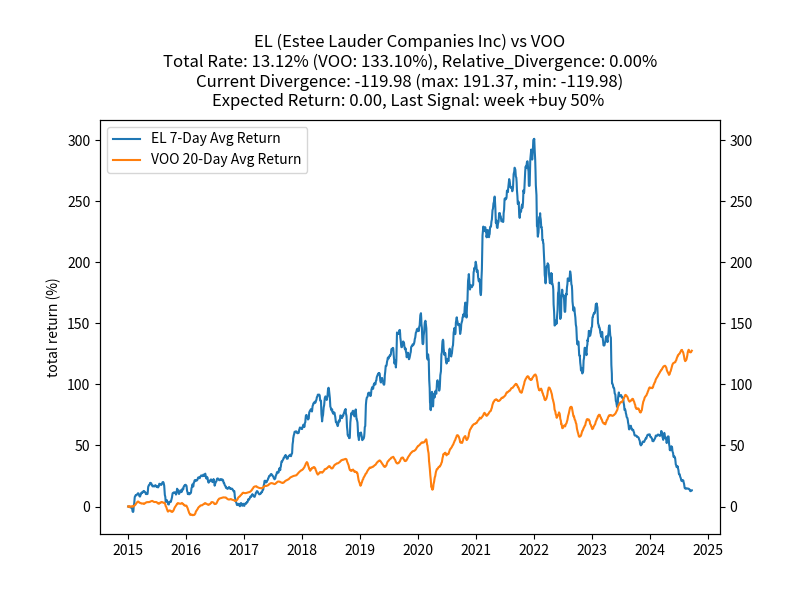 EL (Estee Lauder Companies Inc) vs VOO
Total Rate: 13.12% (VOO: 133.10%), Relative_Divergence: 0.00%
Current Divergence: -119.98 (max: 191.37, min: -119.98)
Expected Return: 0.00, Last Signal: week +buy 50%
EL 7-Day Avg Return
VOO 20-Day Avg Return
total return (%)
300
250
200
150
100
50
0
300
250
200
150
100
50
0
2015 2016 2017 2018 2019 2020 2021 2022 2023 2024 2025